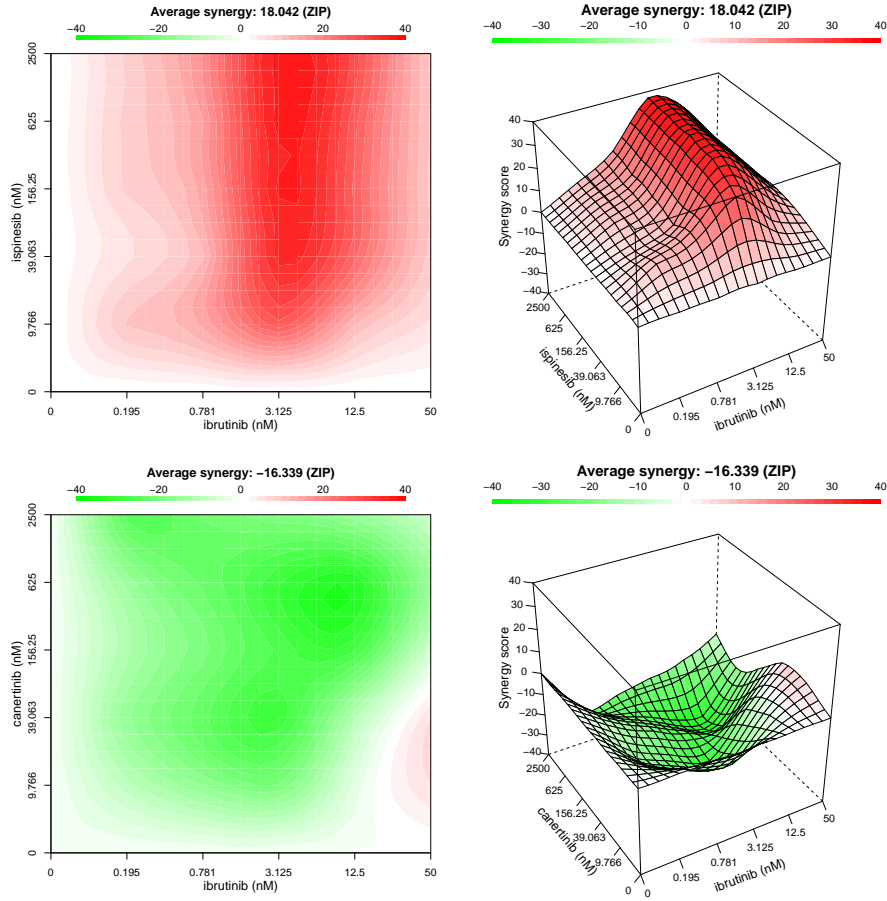 Average synergy: 18.042 (ZIP)
−40 −20 0 20 40
2500
625
156.25
39.063
9.766
0
ispinesib (nM)
0 0.195 0.781 3.125 12.5 50
ibrutinib (nM)
Average synergy: 18.042 (ZIP)
−40 −30 −20 −10 0 10 20 30 40
40
30
20
10
0
−10
−20
−30
−40
Synergy score
2500
625
156.25
39.063
9.766
0
ispinesib (nM)
0
0.195
0.781
3.125
12.5
50
ibrutinib (nM)
Average synergy: −16.339 (ZIP)
−40 −20 0 20 40
2500
625
156.25
39.063
9.766
0
canertinib (nM)
0 0.195 0.781 3.125 12.5 50
ibrutinib (nM)
Average synergy: −16.339 (ZIP)
−40 −30 −20 −10 0 10 20 30 40
40
30
20
10
0
−10
−20
−30
−40
Synergy score
2500
625
156.25
39.063
9.766
0
canertinib (nM)
0
0.195
0.781
3.125
12.5
50
ibrutinib (nM)